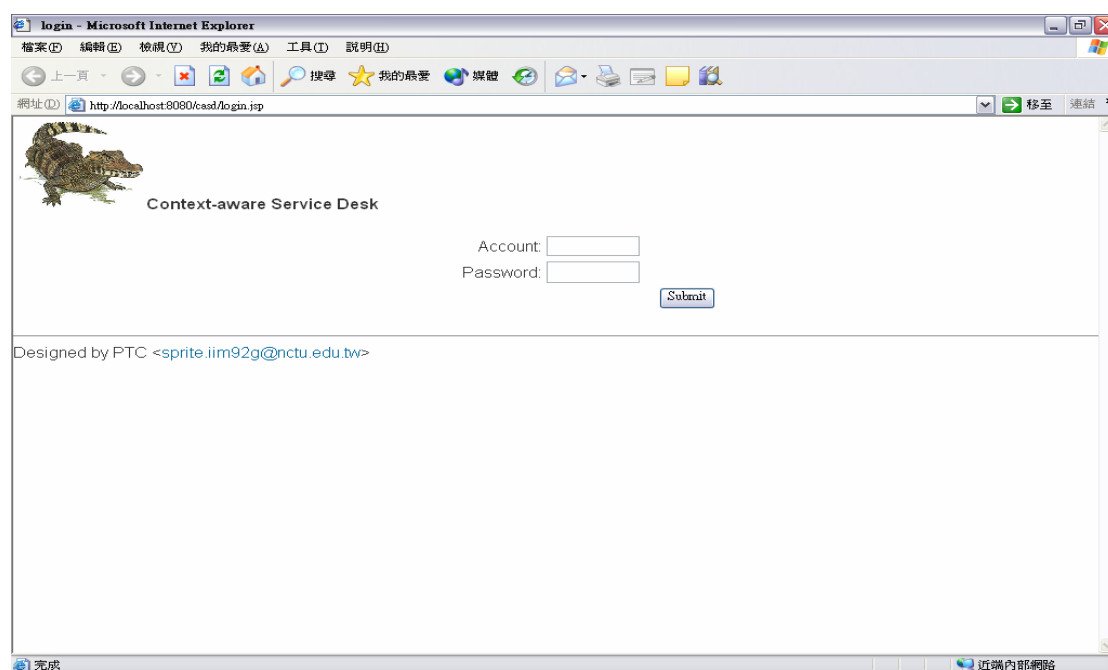 login - Microsoft Internet Explorer
檔案(F) 編輯(E) 檢視(V) 我的最愛(A) 工具(T) 說明(H)
上一頁 搜尋 我的最愛 媒體
網址(D) http://localhost:8080/casd/login.jsp 移至 連結
Context-aware Service Desk
Account:
Password:
Submit
Designed by PTC <sprite.iim92g@nctu.edu.tw>
完成 近端內部網路